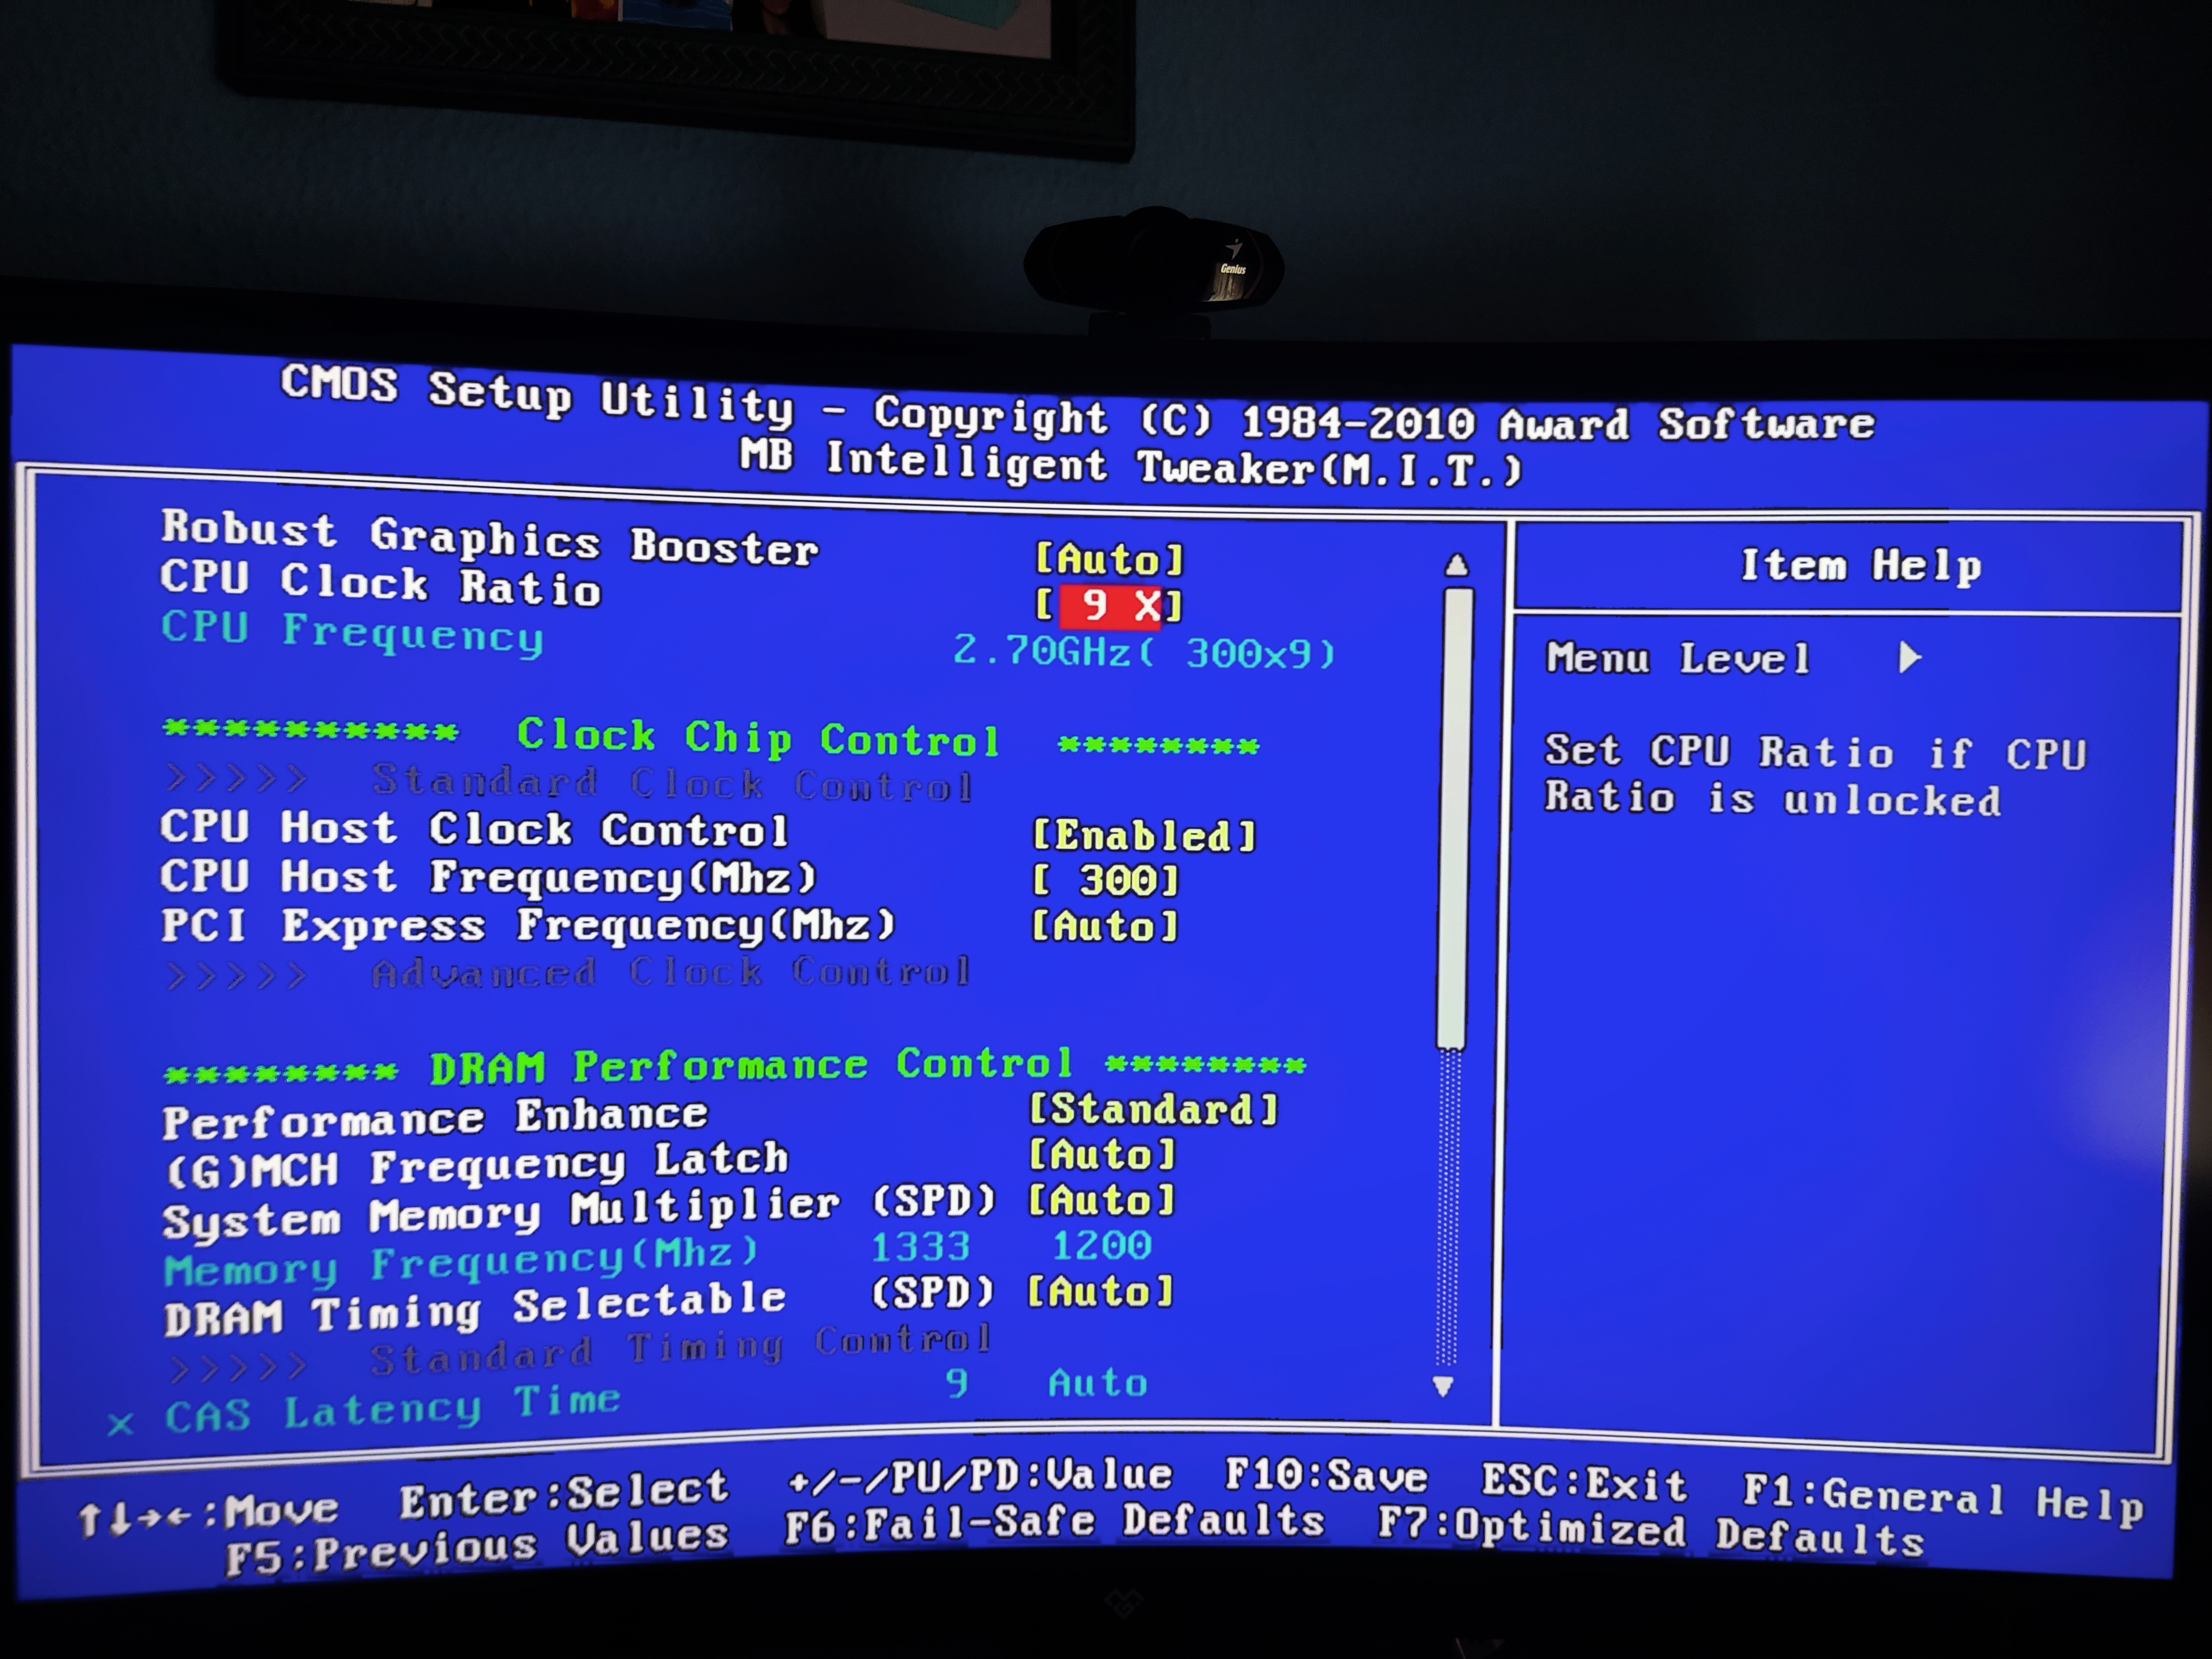 Genius
CMOS Setup Utility - Copyright (C) 1984-2010 Award Software
MB Intelligent Tweaker(M.I.T.)
Robust Graphics Booster [Auto]
CPU Clock Ratio [ 9 X]
CPU Frequency 2.70GHz( 300x9)
********** Clock Chip Control ********
>>>>> Standard Clock Control
CPU Host Clock Control [Enabled]
CPU Host Frequency(Mhz) [ 300]
PCI Express Frequency(Mhz) [Auto]
>>>>> Advanced Clock Control
******** DRAM Performance Control ********
Performance Enhance [Standard]
(G)MCH Frequency Latch [Auto]
System Memory Multiplier (SPD) [Auto]
Memory Frequency(Mhz) 1333 1200
DRAM Timing Selectable (SPD) [Auto]
>>>>> Standard Timing Control
x CAS Latency Time 9 Auto
Item Help
Menu Level ▶
Set CPU Ratio if CPU
Ratio is unlocked
↑↓→←:Move Enter:Select +/-/PU/PD:Value F10:Save ESC:Exit F1:General Help
F5:Previous Values F6:Fail-Safe Defaults F7:Optimized Defaults